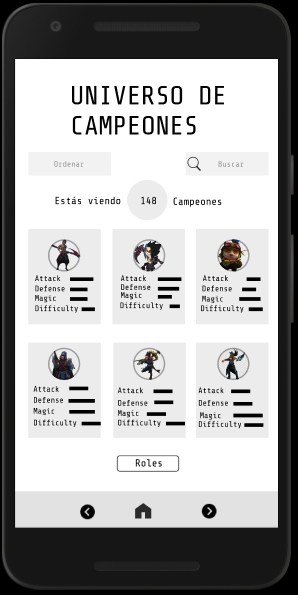 UNIVERSO DE
CAMPEONES
Ordenar
Buscar
Estás viendo 148 Campeones
Attack
Defense
Magic
Difficulty
Attack
Defense
Magic
Difficulty
Attack
Defense
Magic
Difficulty
Attack
Defense
Magic
Difficulty
Attack
Defense
Magic
Difficulty
Attack
Defense
Magic
Difficulty
Roles